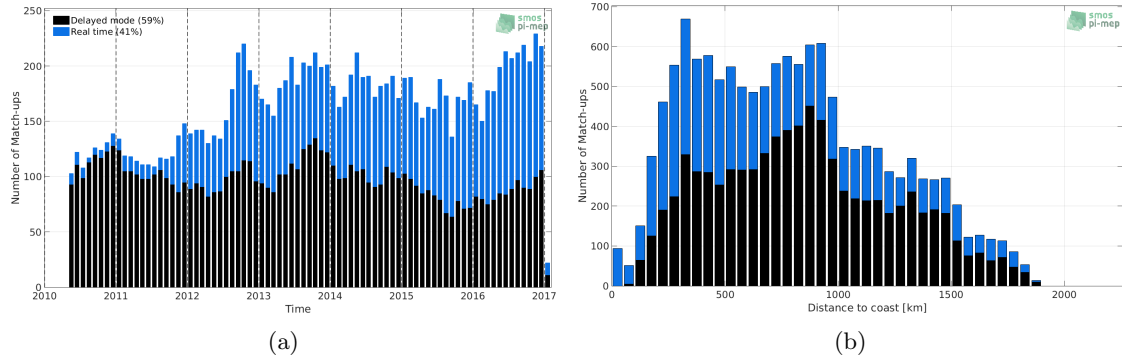 250
200
150
100
50
0
Number of Match-ups
Delayed mode (59%)
Real time (41%)
smos
pi-mep
2010 2011 2012 2013 2014 2015 2016 2017
Time
(a)
700
600
500
400
300
200
100
0
Number of Match-ups
smos
pi-mep
0 500 1000 1500 2000
Distance to coast [km]
(b)